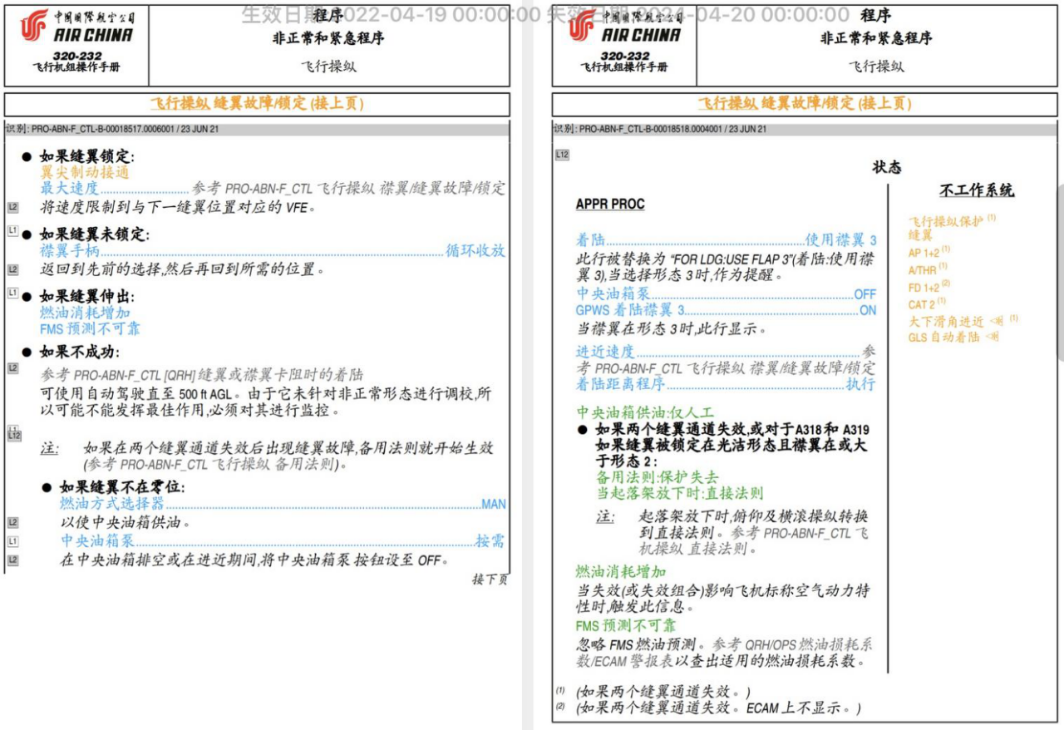 生效日期 2022-04-19 00:00:00 失效日期 2024-04-20 00:00:00
中国国际航空公司
AIR CHINA
320-232
飞行机组操作手册
程序
非正常和紧急程序
飞行操纵
飞行操纵 缝翼故障/锁定 (接上页)
识别: PRO-ABN-F_CTL-B-00018517.0006001 / 23 JUN 21
● 如果缝翼锁定:
翼尖制动接通
最大速度......................参考 PRO-ABN-F_CTL 飞行操纵 襟翼/缝翼故障/锁定
L2 将速度限制到与下一缝翼位置对应的 VFE。
L1 ● 如果缝翼未锁定:
襟翼手柄......................循环收放
L2 返回到先前的选择,然后再回到所需的位置。
L1 ● 如果缝翼伸出:
燃油消耗增加
FMS 预测不可靠
● 如果不成功:
L2 参考 PRO-ABN-F_CTL [QRH] 缝翼或襟翼卡阻时的着陆
可使用自动驾驶直至 500 ft AGL。由于它未针对非正常形态进行调校,所
以可能不能发挥最佳作用,必须对其进行监控。
L1
L12
注: 如果在两个缝翼通道失效后出现缝翼故障,备用法则就开始生效
(参考 PRO-ABN-F_CTL 飞行操纵 备用法则)。
● 如果缝翼不在零位:
燃油方式选择器......................MAN
L2 以使中央油箱供油。
L1 中央油箱泵......................按需
L2 在中央油箱排空或在进近期间,将中央油箱泵 按钮设至 OFF。
接下页
中国国际航空公司
AIR CHINA
320-232
飞行机组操作手册
程序
非正常和紧急程序
飞行操纵
飞行操纵 缝翼故障/锁定 (接上页)
识别: PRO-ABN-F_CTL-B-00018518.0004001 / 23 JUN 21
L12
状态
APPR PROC
着陆......................使用襟翼 3
此行被替换为 “FOR LDG:USE FLAP 3”(着陆:使用襟
翼 3),当选择形态 3 时,作为提醒。
中央油箱泵......................OFF
GPWS 着陆襟翼 3......................ON
当襟翼在形态 3 时,此行显示。
进近速度......................参
考 PRO-ABN-F_CTL 飞行操纵 襟翼/缝翼故障/锁定
着陆距离程序......................执行
中央油箱供油:仅人工
● 如果两个缝翼通道失效,或对于A318和 A319
如果缝翼被锁定在光洁形态且襟翼在或大
于形态 2:
备用法则:保护失去
当起落架放下时:直接法则
注: 起落架放下时,俯仰及横滚操纵转换
到直接法则。参考 PRO-ABN-F_CTL 飞
机操纵 直接法则。
燃油消耗增加
当失效(或失效组合)影响飞机标称空气动力特
性时,触发此信息。
FMS 预测不可靠
忽略 FMS 燃油预测。参考 QRH/OPS 燃油损耗系
数/ECAM 警报表以查出适用的燃油损耗系数。
不工作系统
飞行操纵保护 (1)
缝翼
AP 1+2 (1)
A/THR (1)
FD 1+2 (2)
CAT 2 (1)
大下滑角进近 (1)
GLS 自动着陆
(1) (如果两个缝翼通道失效。)
(2) (如果两个缝翼通道失效。ECAM 上不显示。)